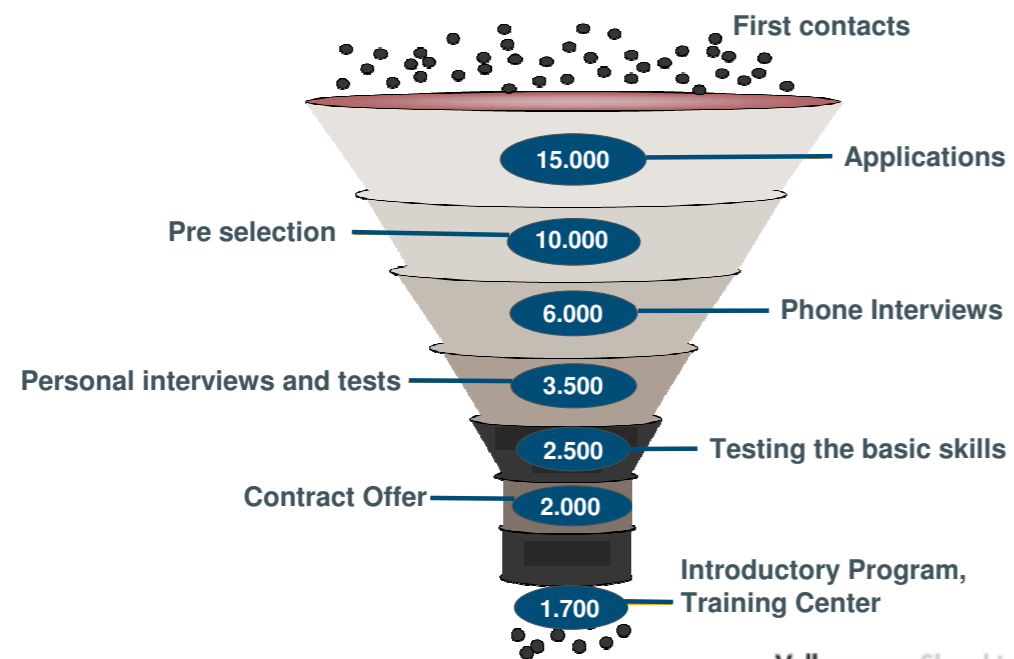 First contacts
15.000
Applications
Pre selection
10.000
6.000
Phone Interviews
Personal interviews and tests
3.500
2.500
Testing the basic skills
Contract Offer
2.000
Introductory Program,
1.700
Training Center